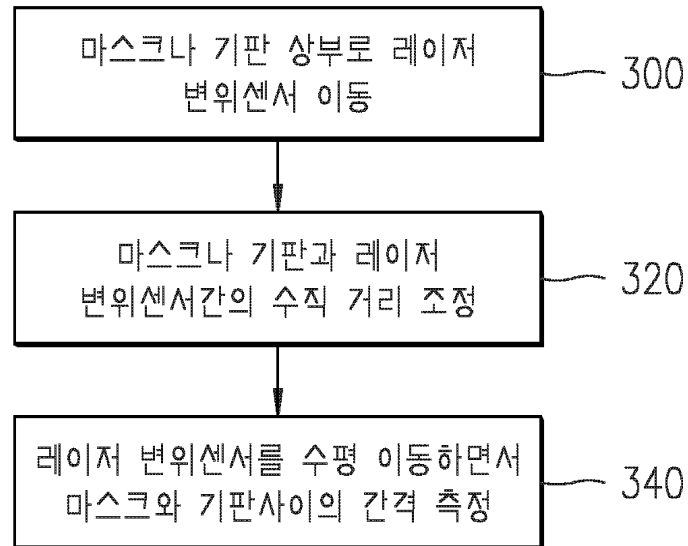 마스크나 기판 상부로 레이저
변위센서 이동
300
마스크나 기판과 레이저
변위센서간의 수직 거리 조정
320
레이저 변위센서를 수평 이동하면서
마스크와 기판사이의 간격 측정
340